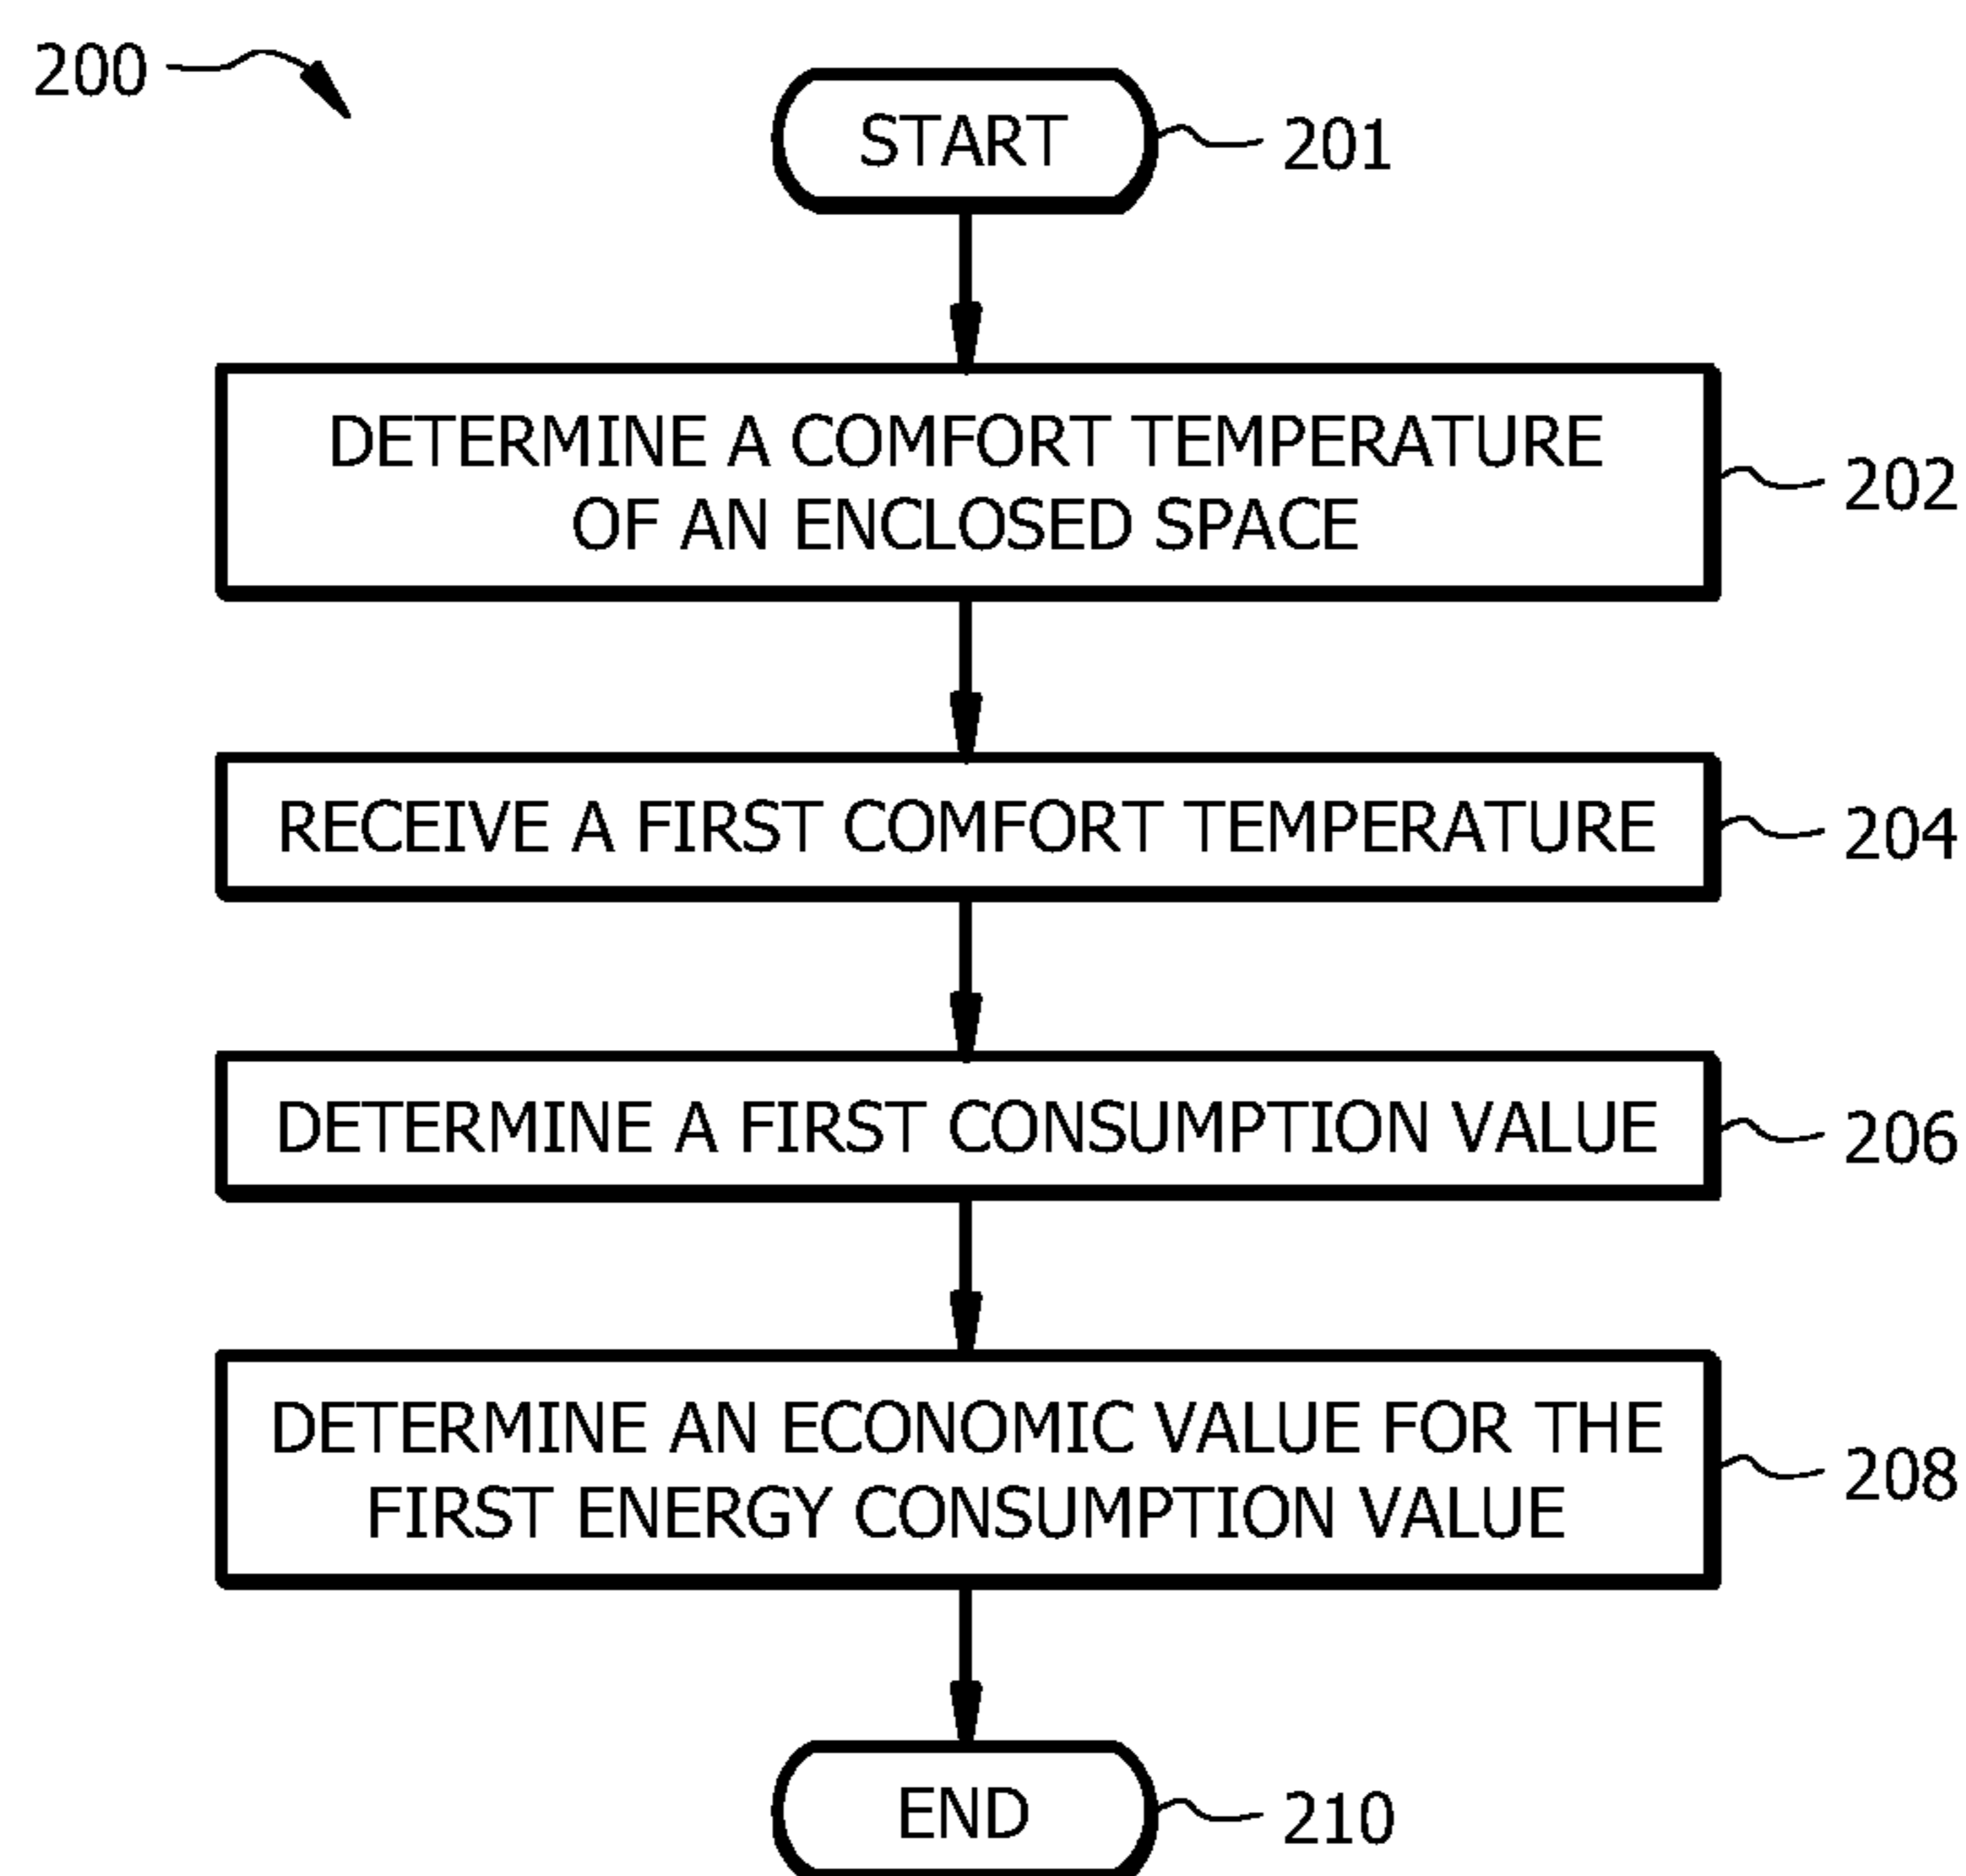 200
START
201
DETERMINE A COMFORT TEMPERATURE
OF AN ENCLOSED SPACE
202
RECEIVE A FIRST COMFORT TEMPERATURE
204
DETERMINE A FIRST CONSUMPTION VALUE
206
DETERMINE AN ECONOMIC VALUE FOR THE
FIRST ENERGY CONSUMPTION VALUE
208
END
210